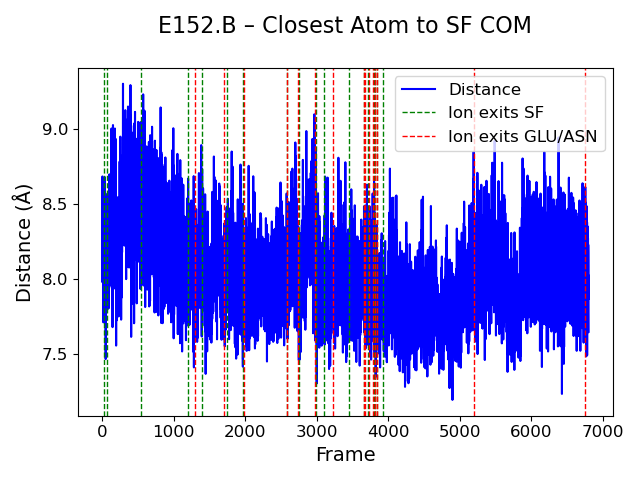 E152.B – Closest Atom to SF COM
Distance
Ion exits SF
Ion exits GLU/ASN
Distance (Å)
9.0
8.5
8.0
7.5
0 1000 2000 3000 4000 5000 6000 7000
Frame